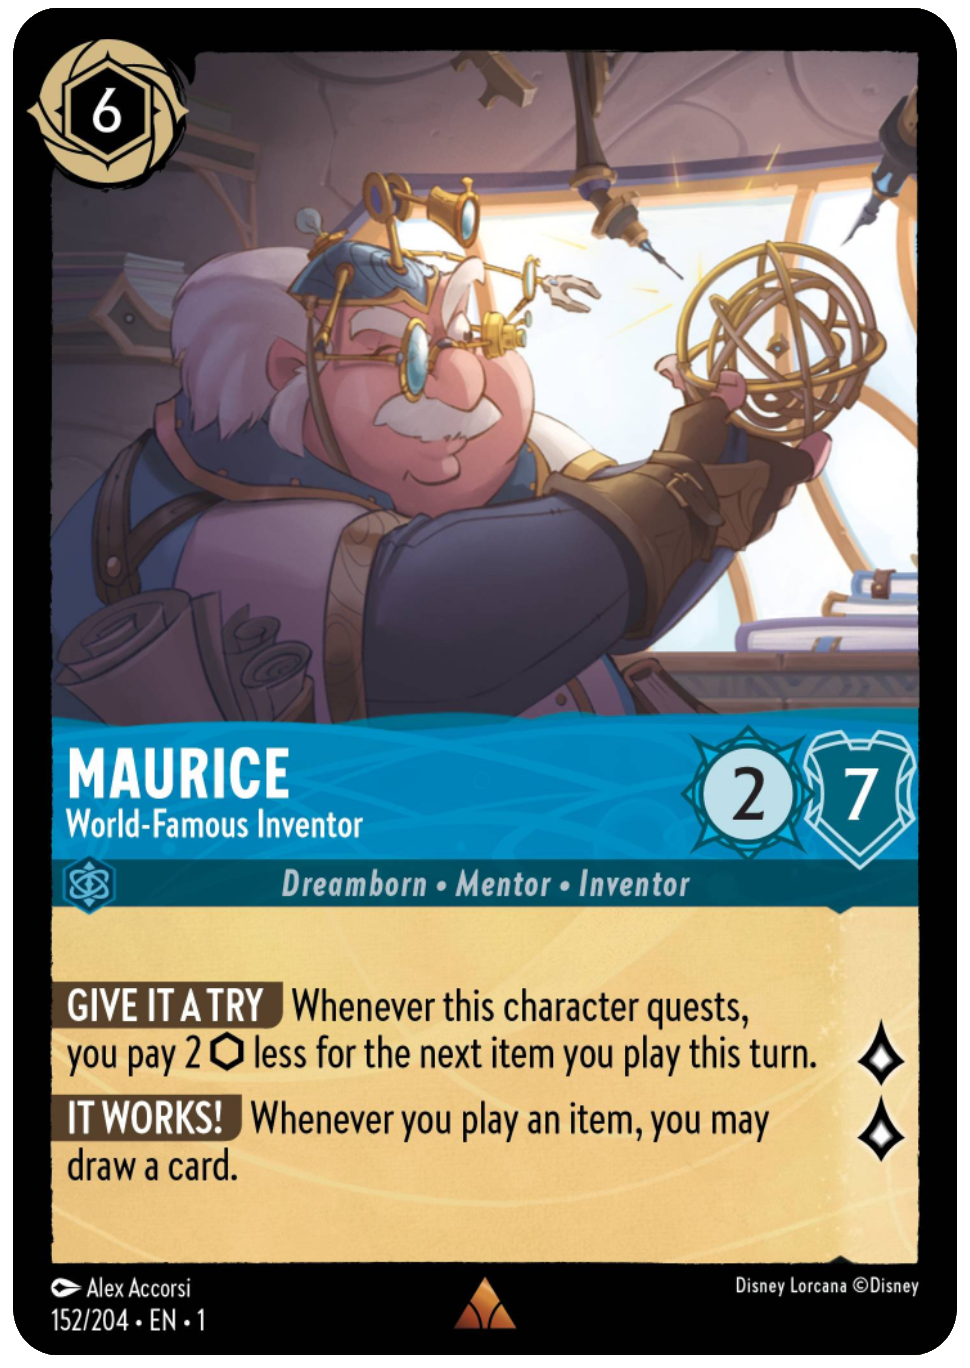 6
MAURICE
World-Famous Inventor
2
7
Dreamborn • Mentor • Inventor
GIVE IT A TRY Whenever this character quests,
you pay 2 ⬡ less for the next item you play this turn.
IT WORKS! Whenever you play an item, you may
draw a card.
Alex Accorsi
152/204 • EN • 1
Disney Lorcana ©Disney